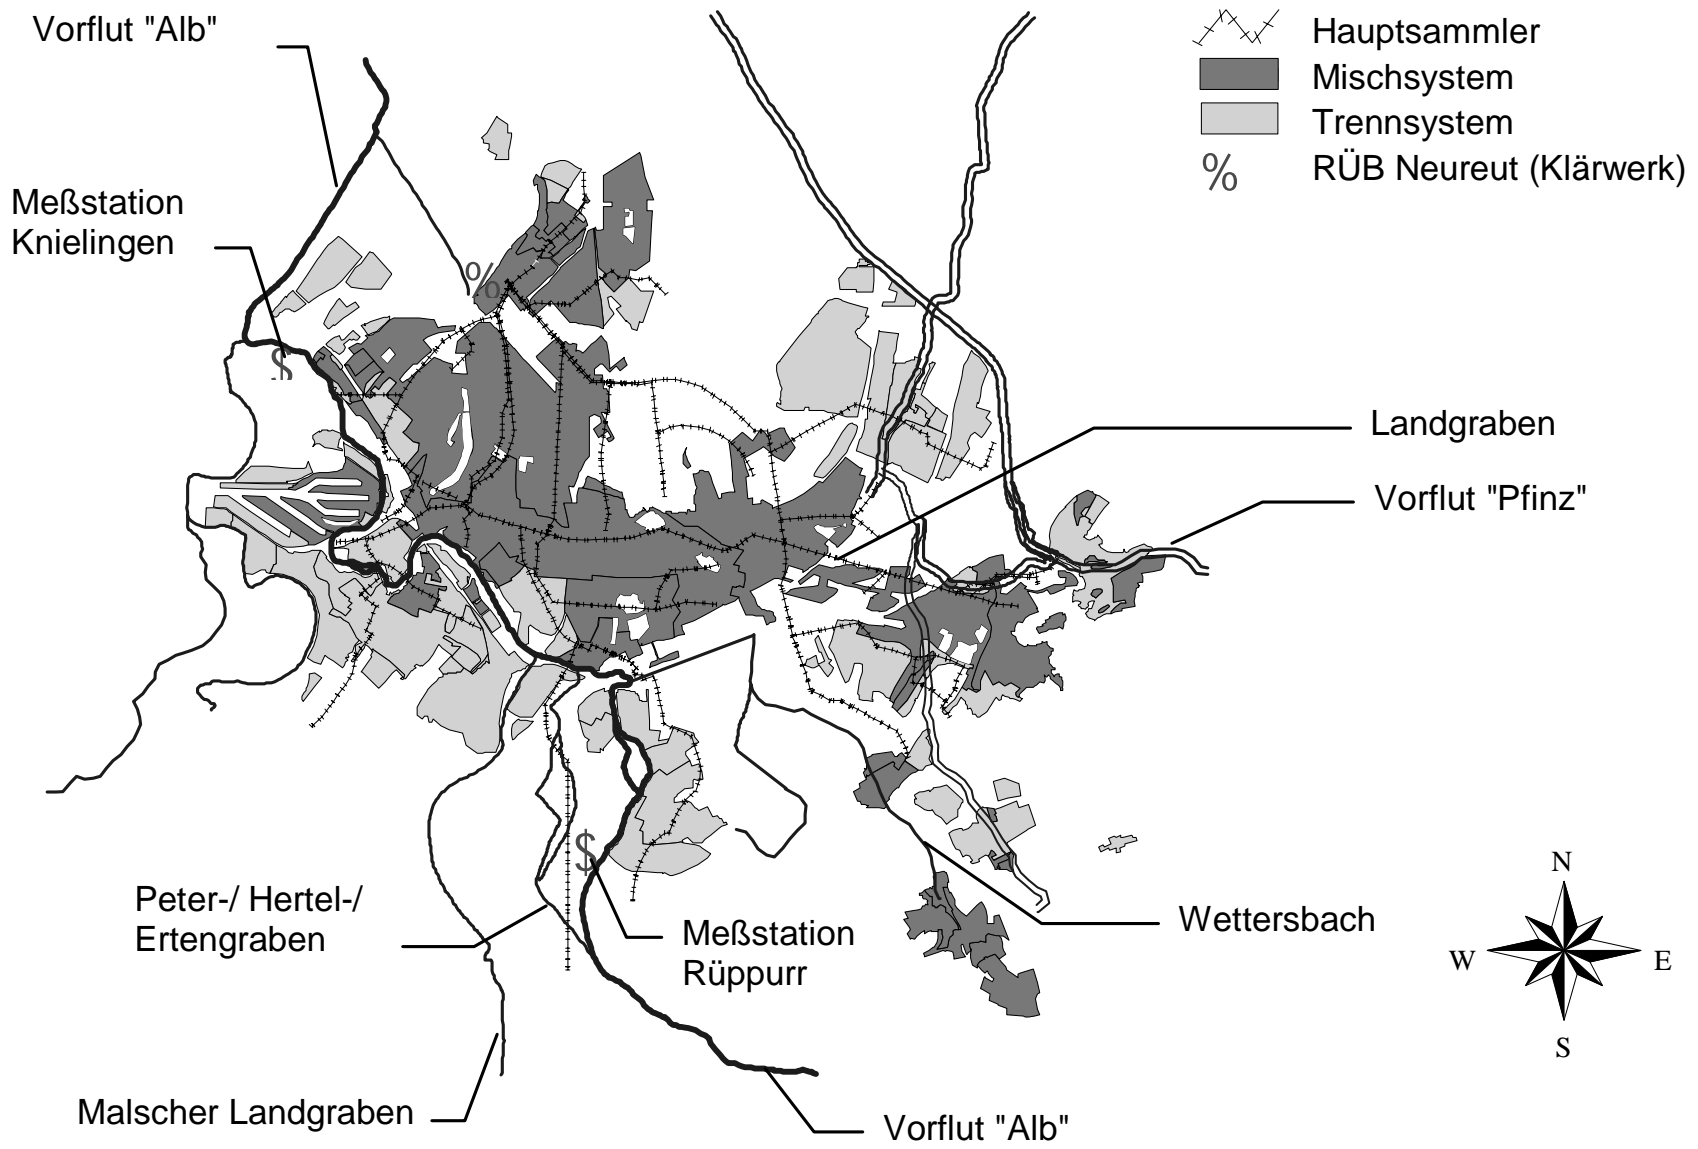 Vorflut "Alb"
Hauptsammler
Mischsystem
Trennsystem
% RÜB Neureut (Klärwerk)
Meßstation
Knielingen
%
$
Landgraben
Vorflut "Pfinz"
$
Peter-/ Hertel-/
Ertengraben
Meßstation
Rüppurr
Wettersbach
N
W E
S
Malscher Landgraben
Vorflut "Alb"